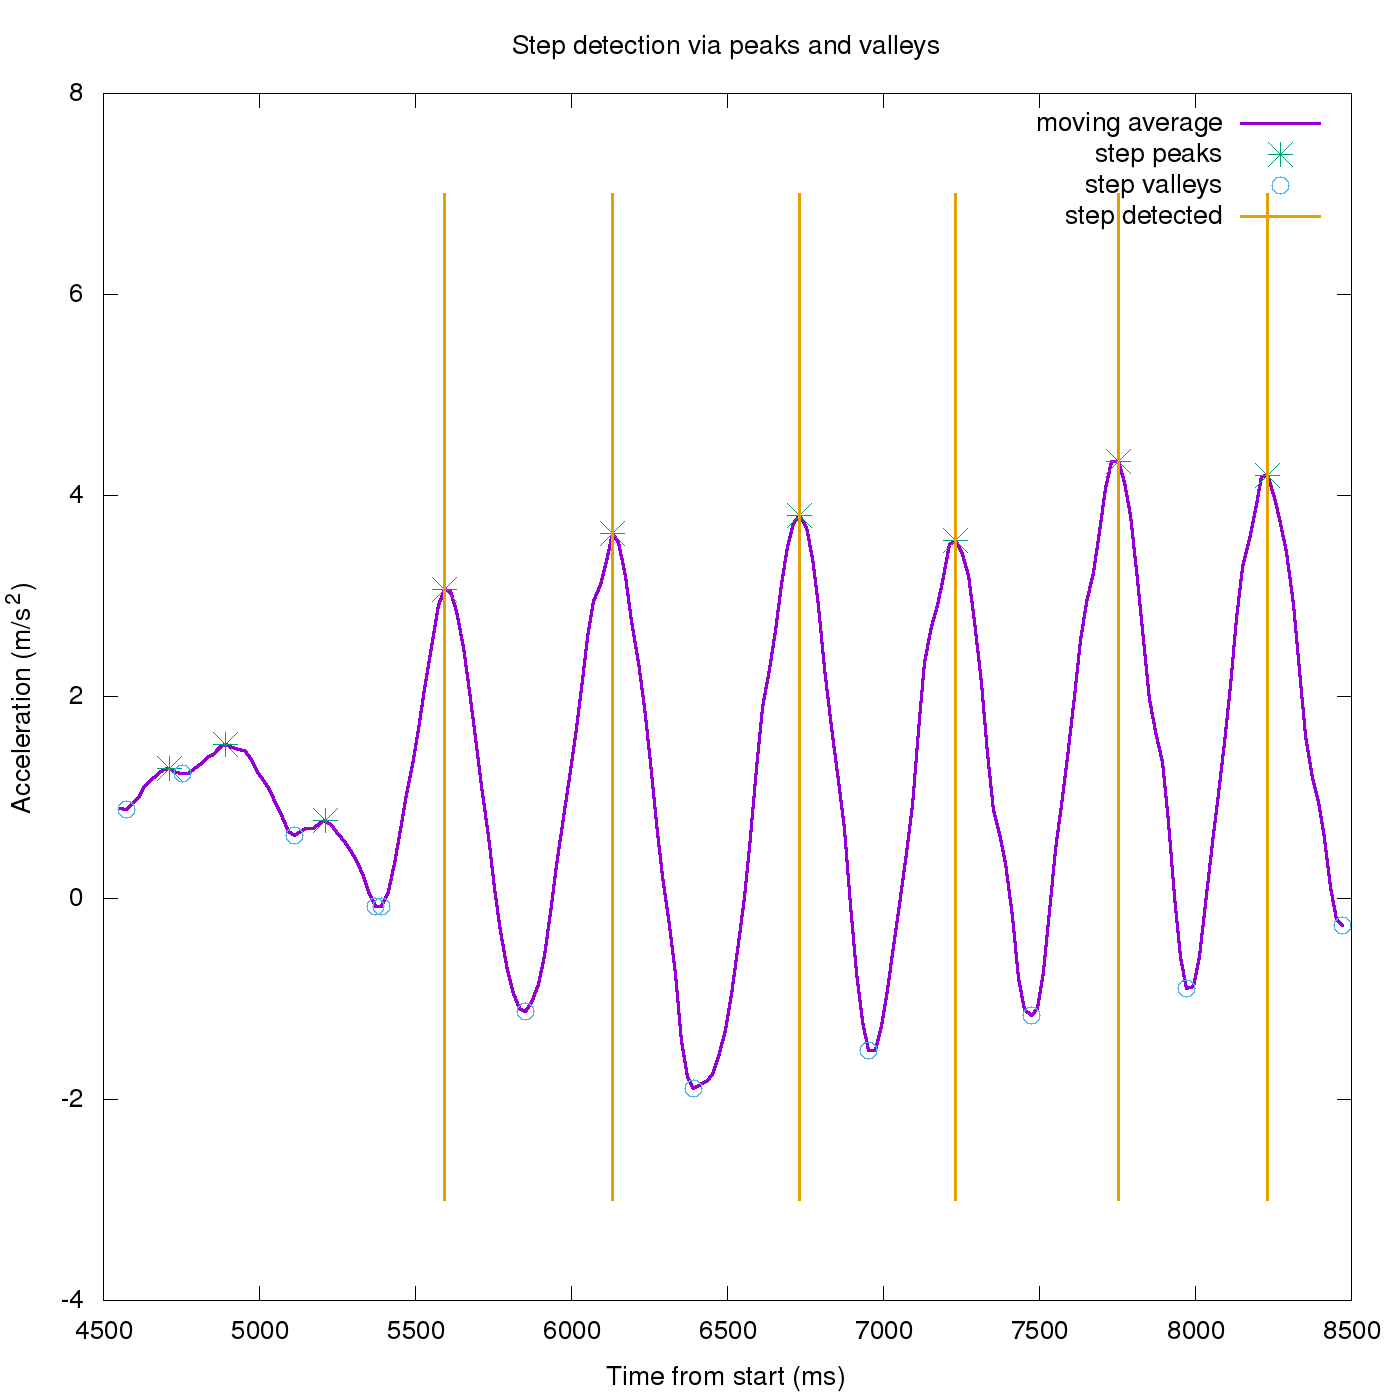 Step detection via peaks and valleys
8
6
4
2
0
-2
-4
Acceleration (m/s²)
moving average
step peaks
step valleys
step detected
4500 5000 5500 6000 6500 7000 7500 8000 8500
Time from start (ms)